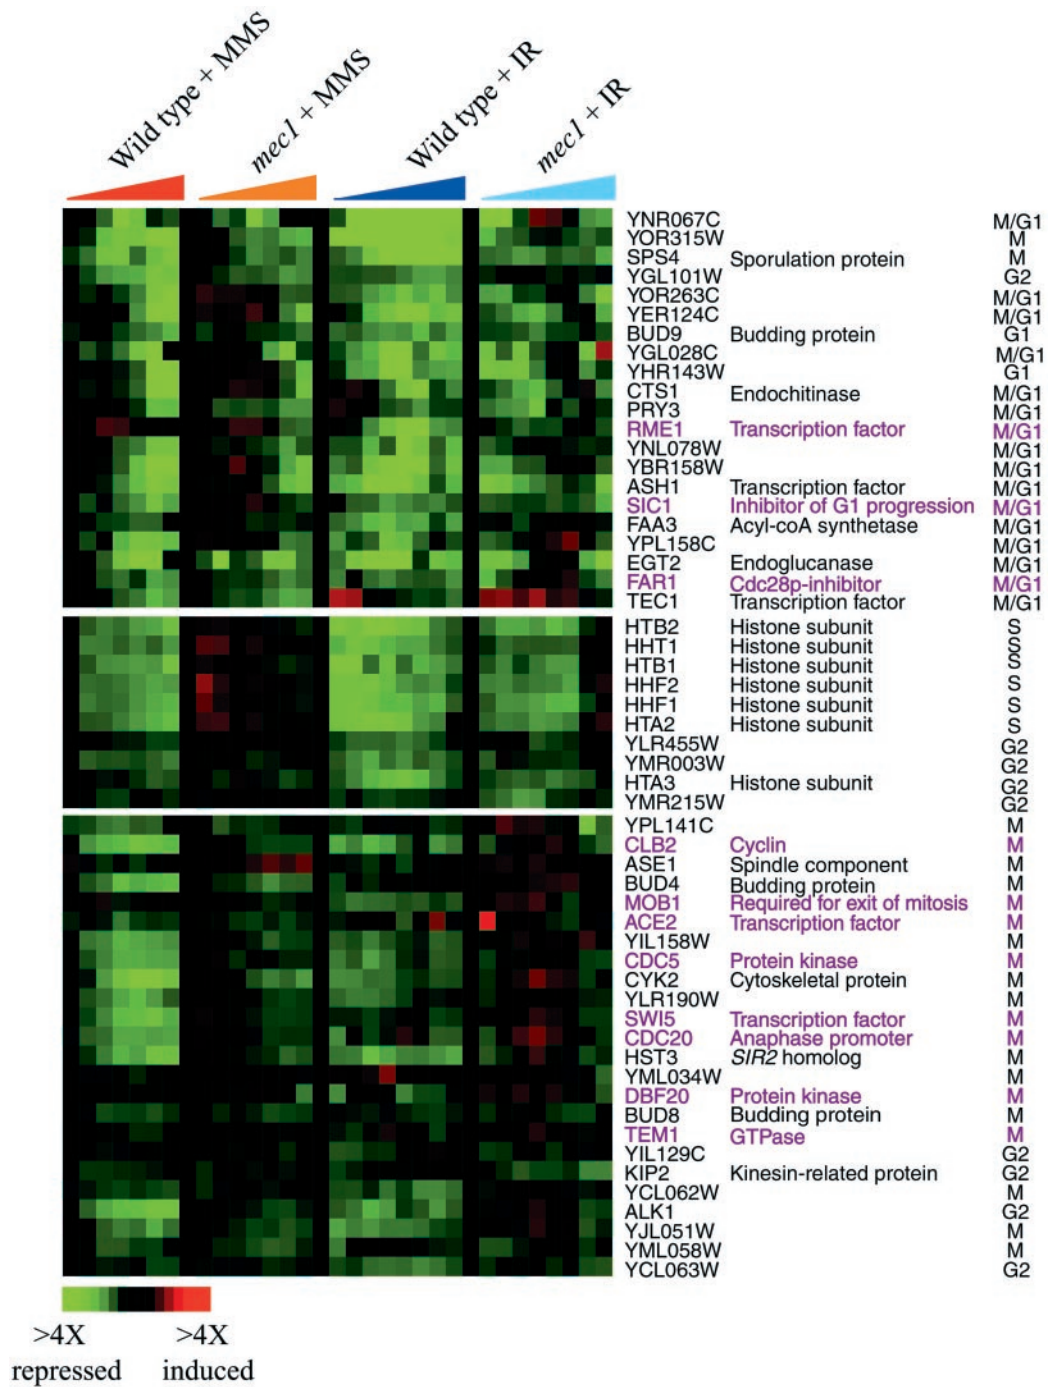 Wild type + MMS
mec1 + MMS
Wild type + IR
mec1 + IR
YNR067C M/G1
YOR315W M
SPS4 Sporulation protein M
YGL101W G2
YOR263C M/G1
YER124C M/G1
BUD9 Budding protein G1
YGL028C M/G1
YHR143W G1
CTS1 Endochitinase M/G1
PRY3 M/G1
RME1 Transcription factor M/G1
YNL078W M/G1
YBR158W M/G1
ASH1 Transcription factor M/G1
SIC1 Inhibitor of G1 progression M/G1
FAA3 Acyl-coA synthetase M/G1
YPL158C M/G1
EGT2 Endoglucanase M/G1
FAR1 Cdc28p-inhibitor M/G1
TEC1 Transcription factor M/G1
HTB2 Histone subunit S
HHT1 Histone subunit S
HTB1 Histone subunit S
HHF2 Histone subunit S
HHF1 Histone subunit S
HTA2 Histone subunit S
YLR455W G2
YMR003W G2
HTA3 Histone subunit G2
YMR215W G2
YPL141C M
CLB2 Cyclin M
ASE1 Spindle component M
BUD4 Budding protein M
MOB1 Required for exit of mitosis M
ACE2 Transcription factor M
YIL158W M
CDC5 Protein kinase M
CYK2 Cytoskeletal protein M
YLR190W M
SWI5 Transcription factor M
CDC20 Anaphase promoter M
HST3 SIR2 homolog M
YML034W M
DBF20 Protein kinase M
BUD8 Budding protein M
TEM1 GTPase M
YIL129C G2
KIP2 Kinesin-related protein G2
YCL062W M
ALK1 G2
YJL051W M
YML058W M
YCL063W G2
>4X >4X
repressed induced